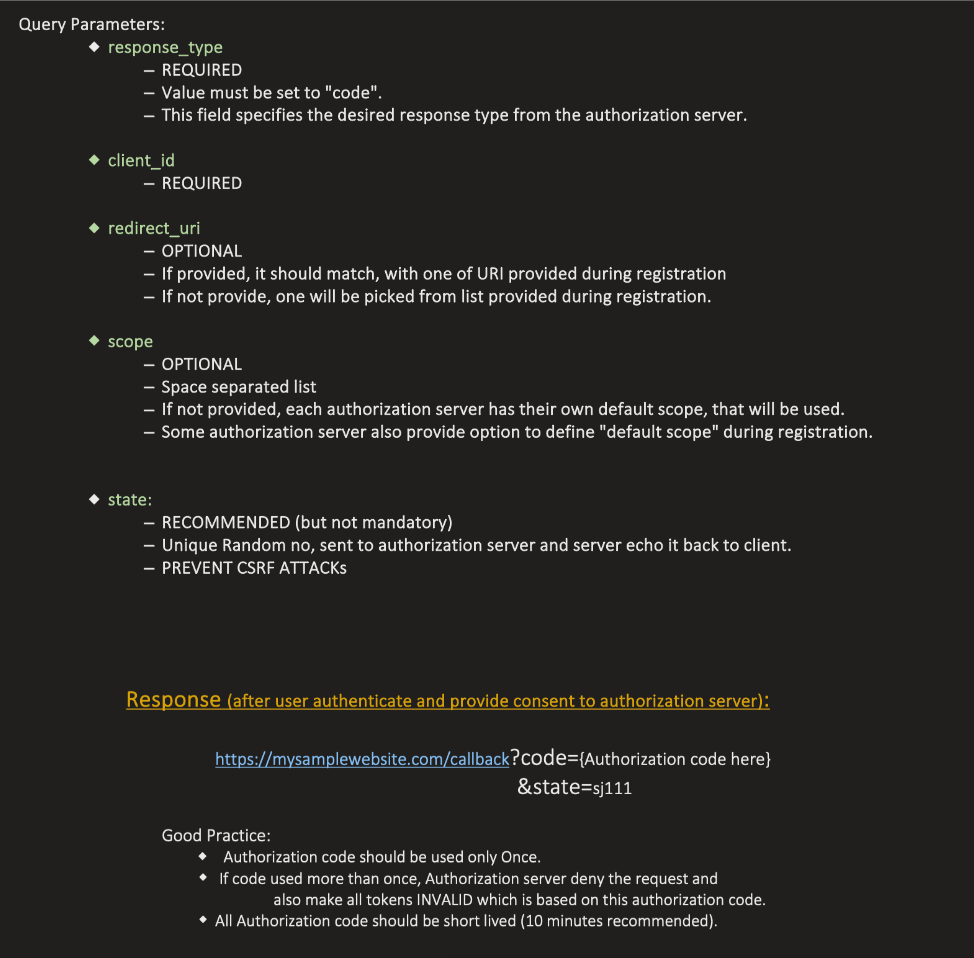 Query Parameters:
◆ response_type
– REQUIRED
– Value must be set to "code".
– This field specifies the desired response type from the authorization server.
◆ client_id
– REQUIRED
◆ redirect_uri
– OPTIONAL
– If provided, it should match, with one of URI provided during registration
– If not provide, one will be picked from list provided during registration.
◆ scope
– OPTIONAL
– Space separated list
– If not provided, each authorization server has their own default scope, that will be used.
– Some authorization server also provide option to define "default scope" during registration.
◆ state:
– RECOMMENDED (but not mandatory)
– Unique Random no, sent to authorization server and server echo it back to client.
– PREVENT CSRF ATTACKs
Response (after user authenticate and provide consent to authorization server):
https://mysamplewebsite.com/callback?code={Authorization code here}
&state=sj111
Good Practice:
◆ Authorization code should be used only Once.
◆ If code used more than once, Authorization server deny the request and
also make all tokens INVALID which is based on this authorization code.
◆ All Authorization code should be short lived (10 minutes recommended).